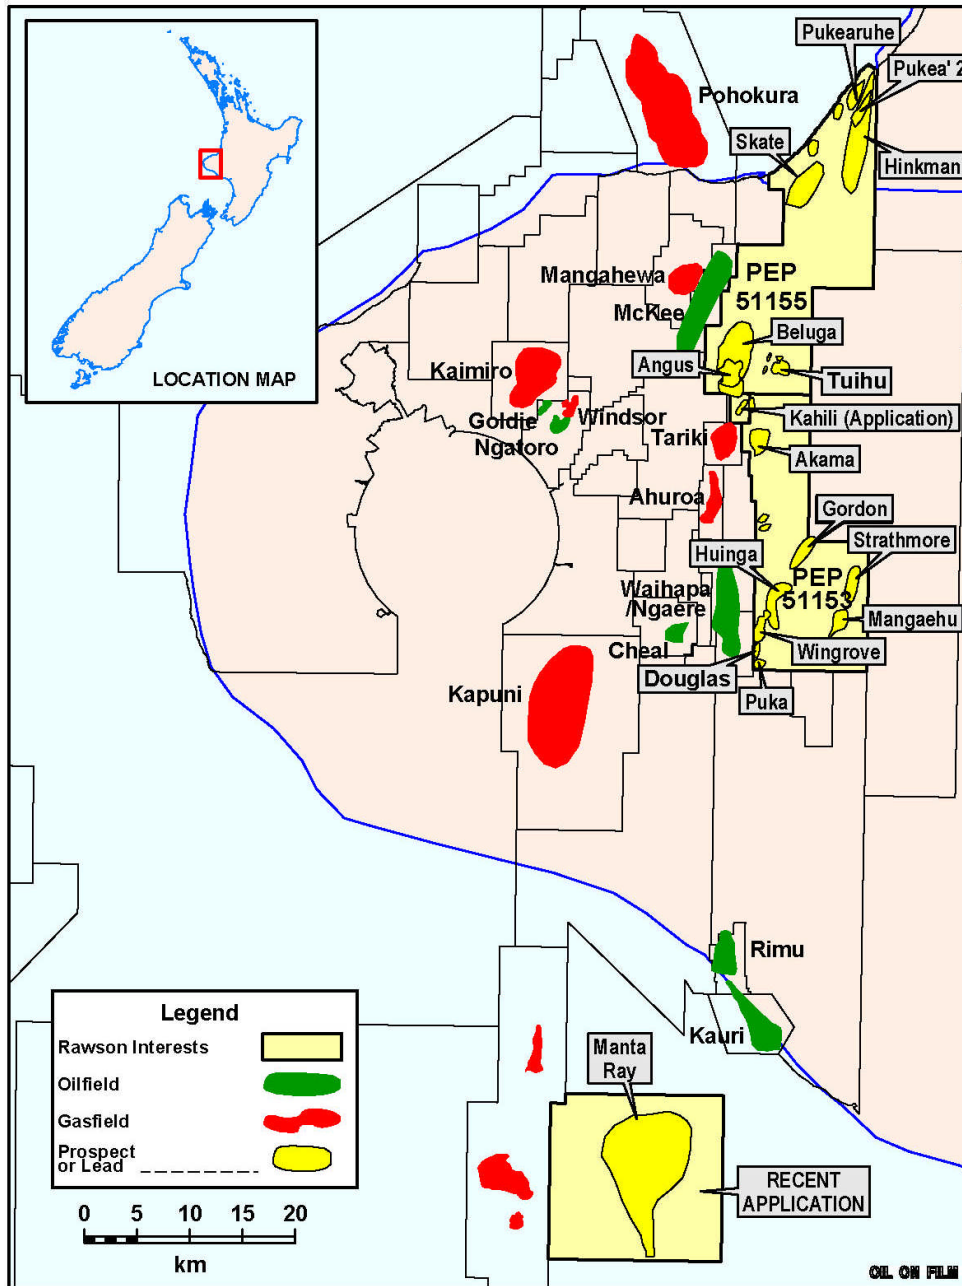 Pukearuhe
Pukea' 2
Pohokura
Skate
Hinkman
Mangahewa
PEP
51155
McKee
Beluga
Angus
Tuihu
Kaimiro
Kahili (Application)
Goldie
Windsor
Ngatoro
Tariki
Akama
Ahuroa
Gordon
Strathmore
Huinga
PEP
51153
Waihapa
/Ngaere
Mangaehu
Wingrove
Cheal
Douglas
Puka
Kapuni
Rimu
Kauri
Manta
Ray
RECENT
APPLICATION
LOCATION MAP
Legend
Rawson Interests
Oilfield
Gasfield
Prospect
or Lead
0 5 10 15 20
km
OIL ON FILM